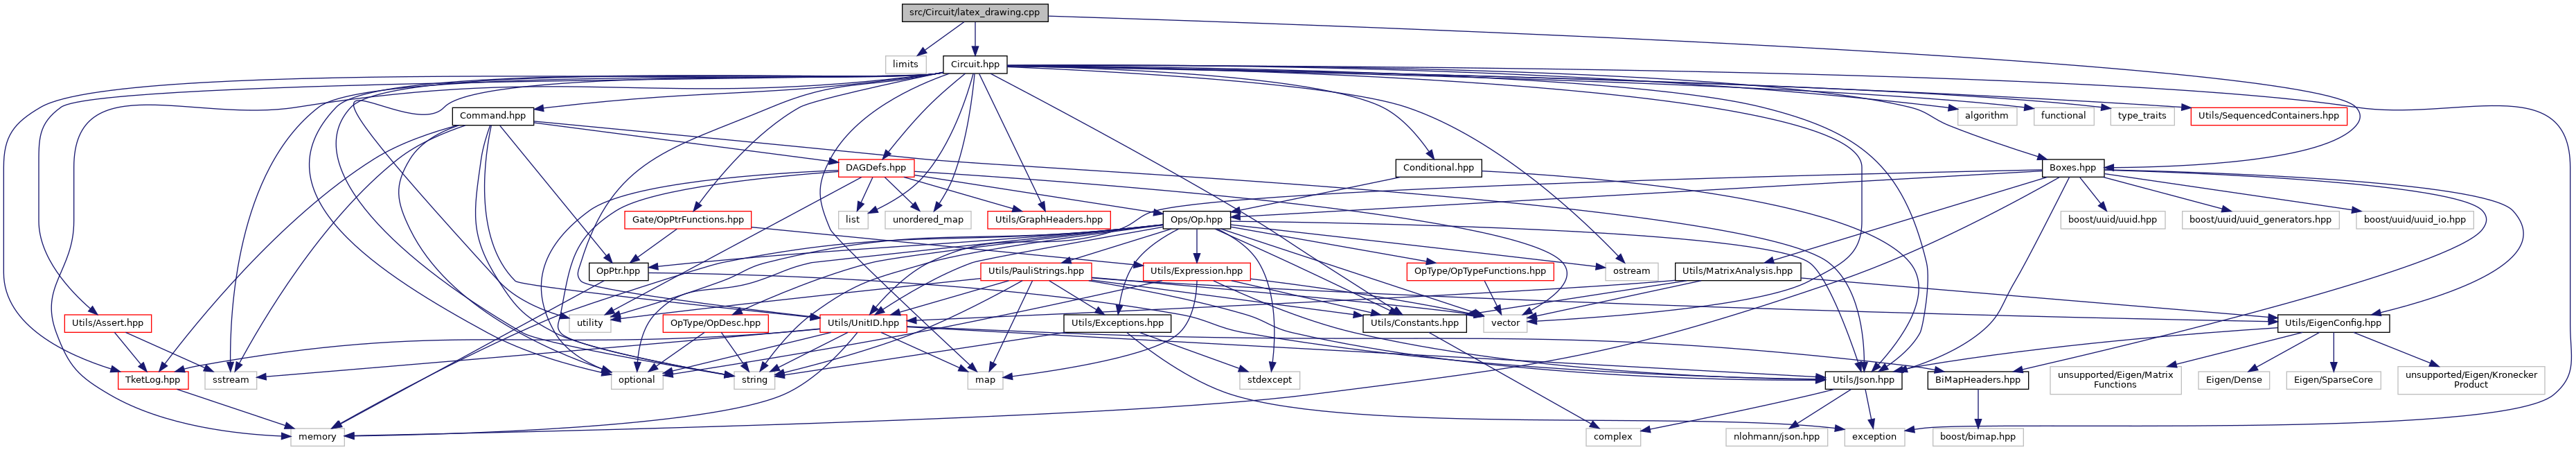 src/Circuit/latex_drawing.cpp
limits
Circuit.hpp
Command.hpp
algorithm
functional
type_traits
Utils/SequencedContainers.hpp
DAGDefs.hpp
Conditional.hpp
Boxes.hpp
Gate/OpPtrFunctions.hpp
list
unordered_map
Utils/GraphHeaders.hpp
Ops/Op.hpp
boost/uuid/uuid.hpp
boost/uuid/uuid_generators.hpp
boost/uuid/uuid_io.hpp
OpPtr.hpp
Utils/PauliStrings.hpp
Utils/Expression.hpp
OpType/OpTypeFunctions.hpp
ostream
Utils/MatrixAnalysis.hpp
Utils/Assert.hpp
utility
OpType/OpDesc.hpp
Utils/UnitID.hpp
Utils/Exceptions.hpp
Utils/Constants.hpp
vector
Utils/EigenConfig.hpp
TketLog.hpp
sstream
optional
string
map
stdexcept
Utils/Json.hpp
BiMapHeaders.hpp
unsupported/Eigen/Matrix
Functions
Eigen/Dense
Eigen/SparseCore
unsupported/Eigen/Kronecker
Product
memory
complex
nlohmann/json.hpp
exception
boost/bimap.hpp